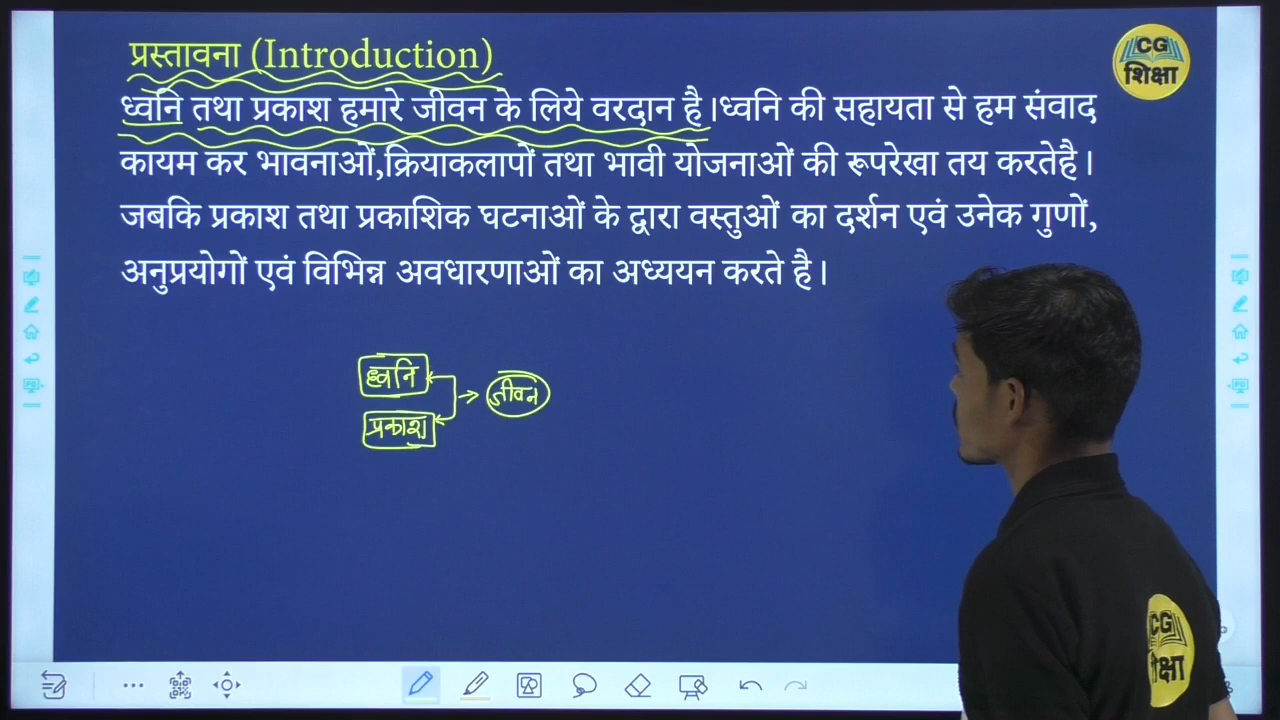 प्रस्तावना (Introduction)
CG
शिक्षा
ध्वनि तथा प्रकाश हमारे जीवन के लिये वरदान है।ध्वनि की सहायता से हम संवाद
कायम कर भावनाओं,क्रियाकलापों तथा भावी योजनाओं की रूपरेखा तय करतेहै।
जबकि प्रकाश तथा प्रकाशिक घटनाओं के द्वारा वस्तुओं का दर्शन एवं उनेक गुणों,
अनुप्रयोगों एवं विभिन्न अवधारणाओं का अध्ययन करते है।
ध्वनि
जीवन
प्रकाश
CG
शिक्षा